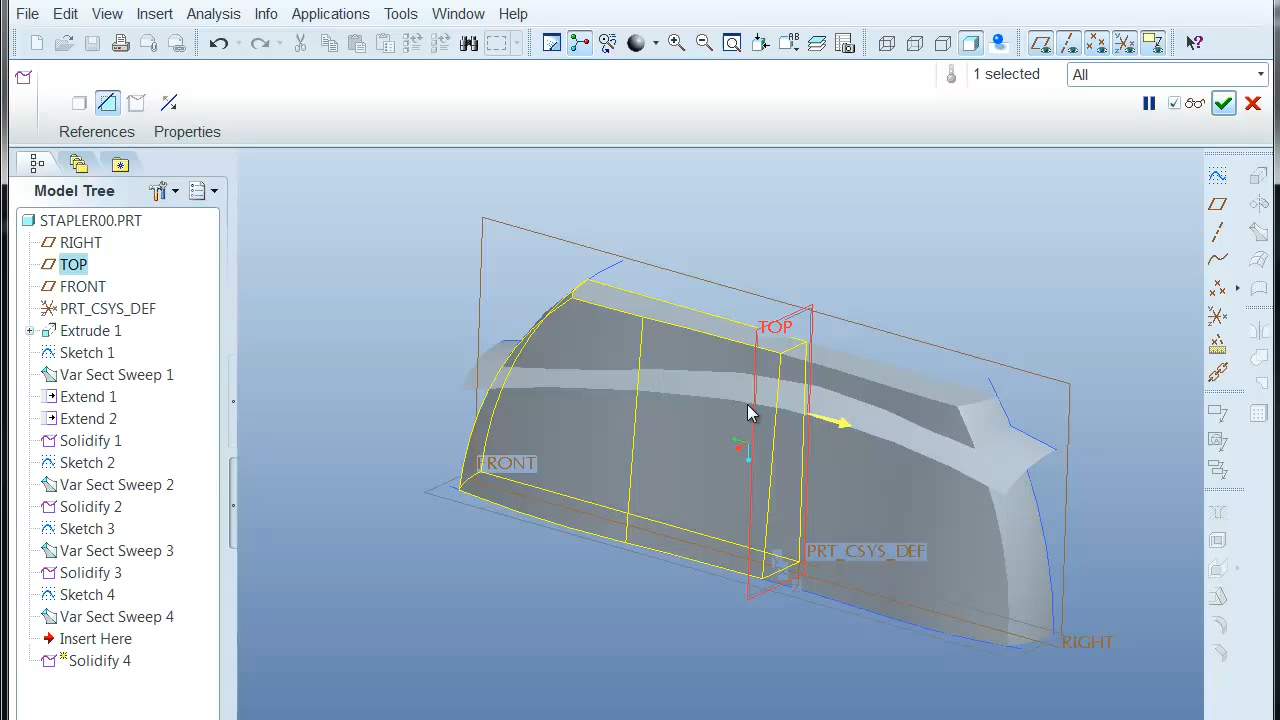 File Edit View Insert Analysis Info Applications Tools Window Help
1 selected All
References Properties
Model Tree
STAPLER00.PRT
RIGHT
TOP
FRONT
PRT_CSYS_DEF
Extrude 1
Sketch 1
Var Sect Sweep 1
Extend 1
Extend 2
Solidify 1
Sketch 2
Var Sect Sweep 2
Solidify 2
Sketch 3
Var Sect Sweep 3
Solidify 3
Sketch 4
Var Sect Sweep 4
Insert Here
Solidify 4
TOP
FRONT
PRT_CSYS_DEF
RIGHT